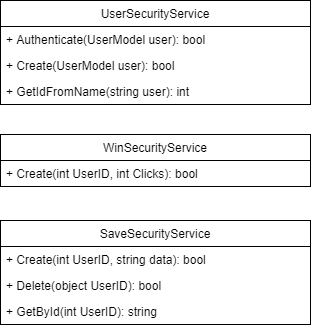 UserSecurityService
+ Authenticate(UserModel user): bool
+ Create(UserModel user): bool
+ GetIdFromName(string user): int
WinSecurityService
+ Create(int UserID, int Clicks): bool
SaveSecurityService
+ Create(int UserID, string data): bool
+ Delete(object UserID): bool
+ GetById(int UserID): string